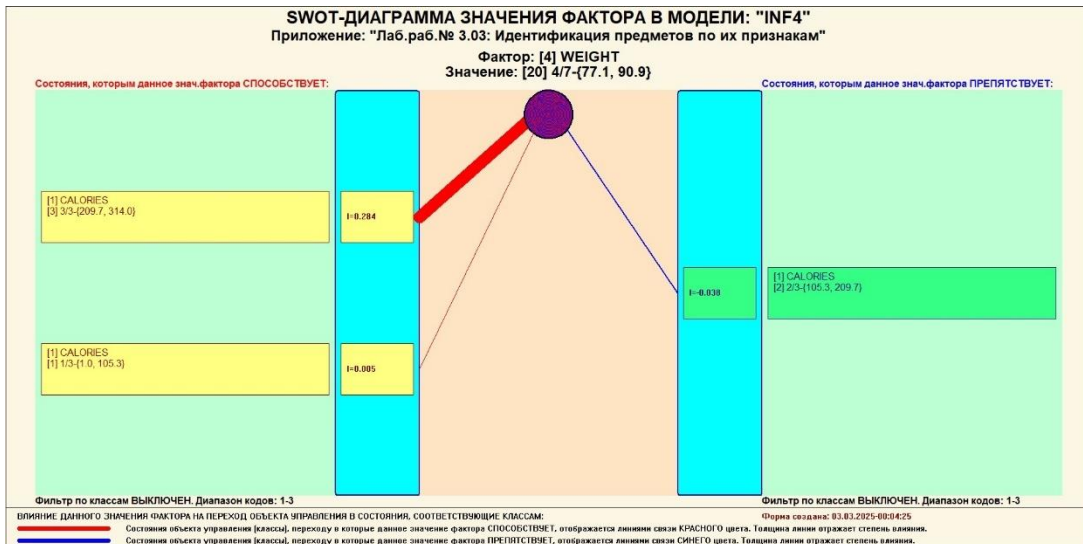 SWOT-ДИАГРАММА ЗНАЧЕНИЯ ФАКТОРА В МОДЕЛИ: "INF4"
Приложение: "Лаб.раб.№ 3.03: Идентификация предметов по их признакам"
Фактор: [4] WEIGHT
Значение: [20] 4/7-{77.1, 90.9}
Состояния, которым данное знач.фактора СПОСОБСТВУЕТ:
Состояния, которым данное знач.фактора ПРЕПЯТСТВУЕТ:
[1] CALORIES
[3] 3/3-{209.7, 314.0}
I=0.284
[1] CALORIES
[2] 2/3-{105.3, 209.7}
I=-0.038
[1] CALORIES
[1] 1/3-{1.0, 105.3}
I=0.005
Фильтр по классам ВЫКЛЮЧЕН. Диапазон кодов: 1-3
Фильтр по классам ВЫКЛЮЧЕН. Диапазон кодов: 1-3
ВЛИЯНИЕ ДАННОГО ЗНАЧЕНИЯ ФАКТОРА НА ПЕРЕХОД ОБЪЕКТА УПРАВЛЕНИЯ В СОСТОЯНИЯ, СООТВЕТСТВУЮЩИЕ КЛАССАМ:
Форма создана: 03.03.2025-00:04:25
Состояния объекта управления [классы], переходу в которые данное значение фактора СПОСОБСТВУЕТ, отображается линиями связи КРАСНОГО цвета. Толщина линии отражает степень влияния.
Состояния объекта управления [классы], переходу в которые данное значение фактора ПРЕПЯТСТВУЕТ, отображается линиями связи СИНЕГО цвета. Толщина линии отражает степень влияния.